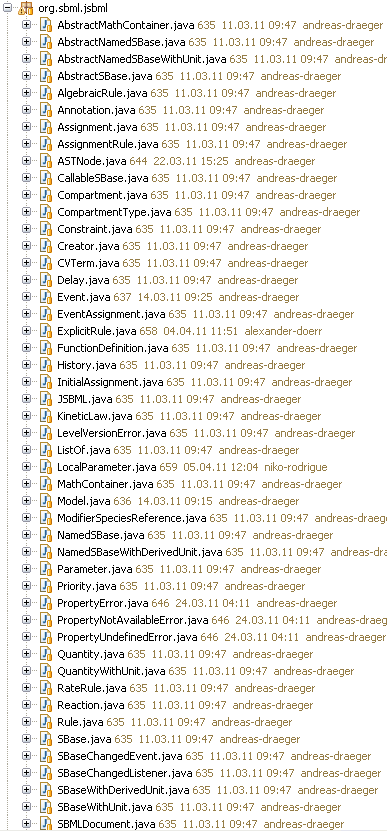 org.sbml.jsbml
AbstractMathContainer.java 635 11.03.11 09:47 andreas-draeger
AbstractNamedSBase.java 635 11.03.11 09:47 andreas-draeger
AbstractNamedSBaseWithUnit.java 635 11.03.11 09:47 andreas-draeger
AbstractSBase.java 635 11.03.11 09:47 andreas-draeger
AlgebraicRule.java 635 11.03.11 09:47 andreas-draeger
Annotation.java 635 11.03.11 09:47 andreas-draeger
Assignment.java 635 11.03.11 09:47 andreas-draeger
AssignmentRule.java 635 11.03.11 09:47 andreas-draeger
ASTNode.java 644 22.03.11 15:25 andreas-draeger
CallableSBase.java 635 11.03.11 09:47 andreas-draeger
Compartment.java 635 11.03.11 09:47 andreas-draeger
CompartmentType.java 635 11.03.11 09:47 andreas-draeger
Constraint.java 635 11.03.11 09:47 andreas-draeger
Creator.java 635 11.03.11 09:47 andreas-draeger
CVTerm.java 635 11.03.11 09:47 andreas-draeger
Delay.java 635 11.03.11 09:47 andreas-draeger
Event.java 637 14.03.11 09:25 andreas-draeger
EventAssignment.java 635 11.03.11 09:47 andreas-draeger
ExplicitRule.java 658 04.04.11 11:51 alexander-doerr
FunctionDefinition.java 635 11.03.11 09:47 andreas-draeger
History.java 635 11.03.11 09:47 andreas-draeger
InitialAssignment.java 635 11.03.11 09:47 andreas-draeger
JSBML.java 635 11.03.11 09:47 andreas-draeger
KineticLaw.java 635 11.03.11 09:47 andreas-draeger
LevelVersionError.java 635 11.03.11 09:47 andreas-draeger
ListOf.java 635 11.03.11 09:47 andreas-draeger
LocalParameter.java 659 05.04.11 12:04 niko-rodrigue
MathContainer.java 635 11.03.11 09:47 andreas-draeger
Model.java 636 14.03.11 09:15 andreas-draeger
ModifierSpeciesReference.java 635 11.03.11 09:47 andreas-draege
NamedSBase.java 635 11.03.11 09:47 andreas-draeger
NamedSBaseWithDerivedUnit.java 635 11.03.11 09:47 andreas-dra
Parameter.java 635 11.03.11 09:47 andreas-draeger
Priority.java 635 11.03.11 09:47 andreas-draeger
PropertyError.java 646 24.03.11 04:11 andreas-draeger
PropertyNotAvailableError.java 646 24.03.11 04:11 andreas-draeger
PropertyUndefinedError.java 646 24.03.11 04:11 andreas-draeger
Quantity.java 635 11.03.11 09:47 andreas-draeger
QuantityWithUnit.java 635 11.03.11 09:47 andreas-draeger
RateRule.java 635 11.03.11 09:47 andreas-draeger
Reaction.java 635 11.03.11 09:47 andreas-draeger
Rule.java 635 11.03.11 09:47 andreas-draeger
SBase.java 635 11.03.11 09:47 andreas-draeger
SBaseChangedEvent.java 635 11.03.11 09:47 andreas-draeger
SBaseChangedListener.java 635 11.03.11 09:47 andreas-draeger
SBaseWithDerivedUnit.java 635 11.03.11 09:47 andreas-draeger
SBaseWithUnit.java 635 11.03.11 09:47 andreas-draeger
SBMLDocument.java 635 11.03.11 09:47 andreas-draeger